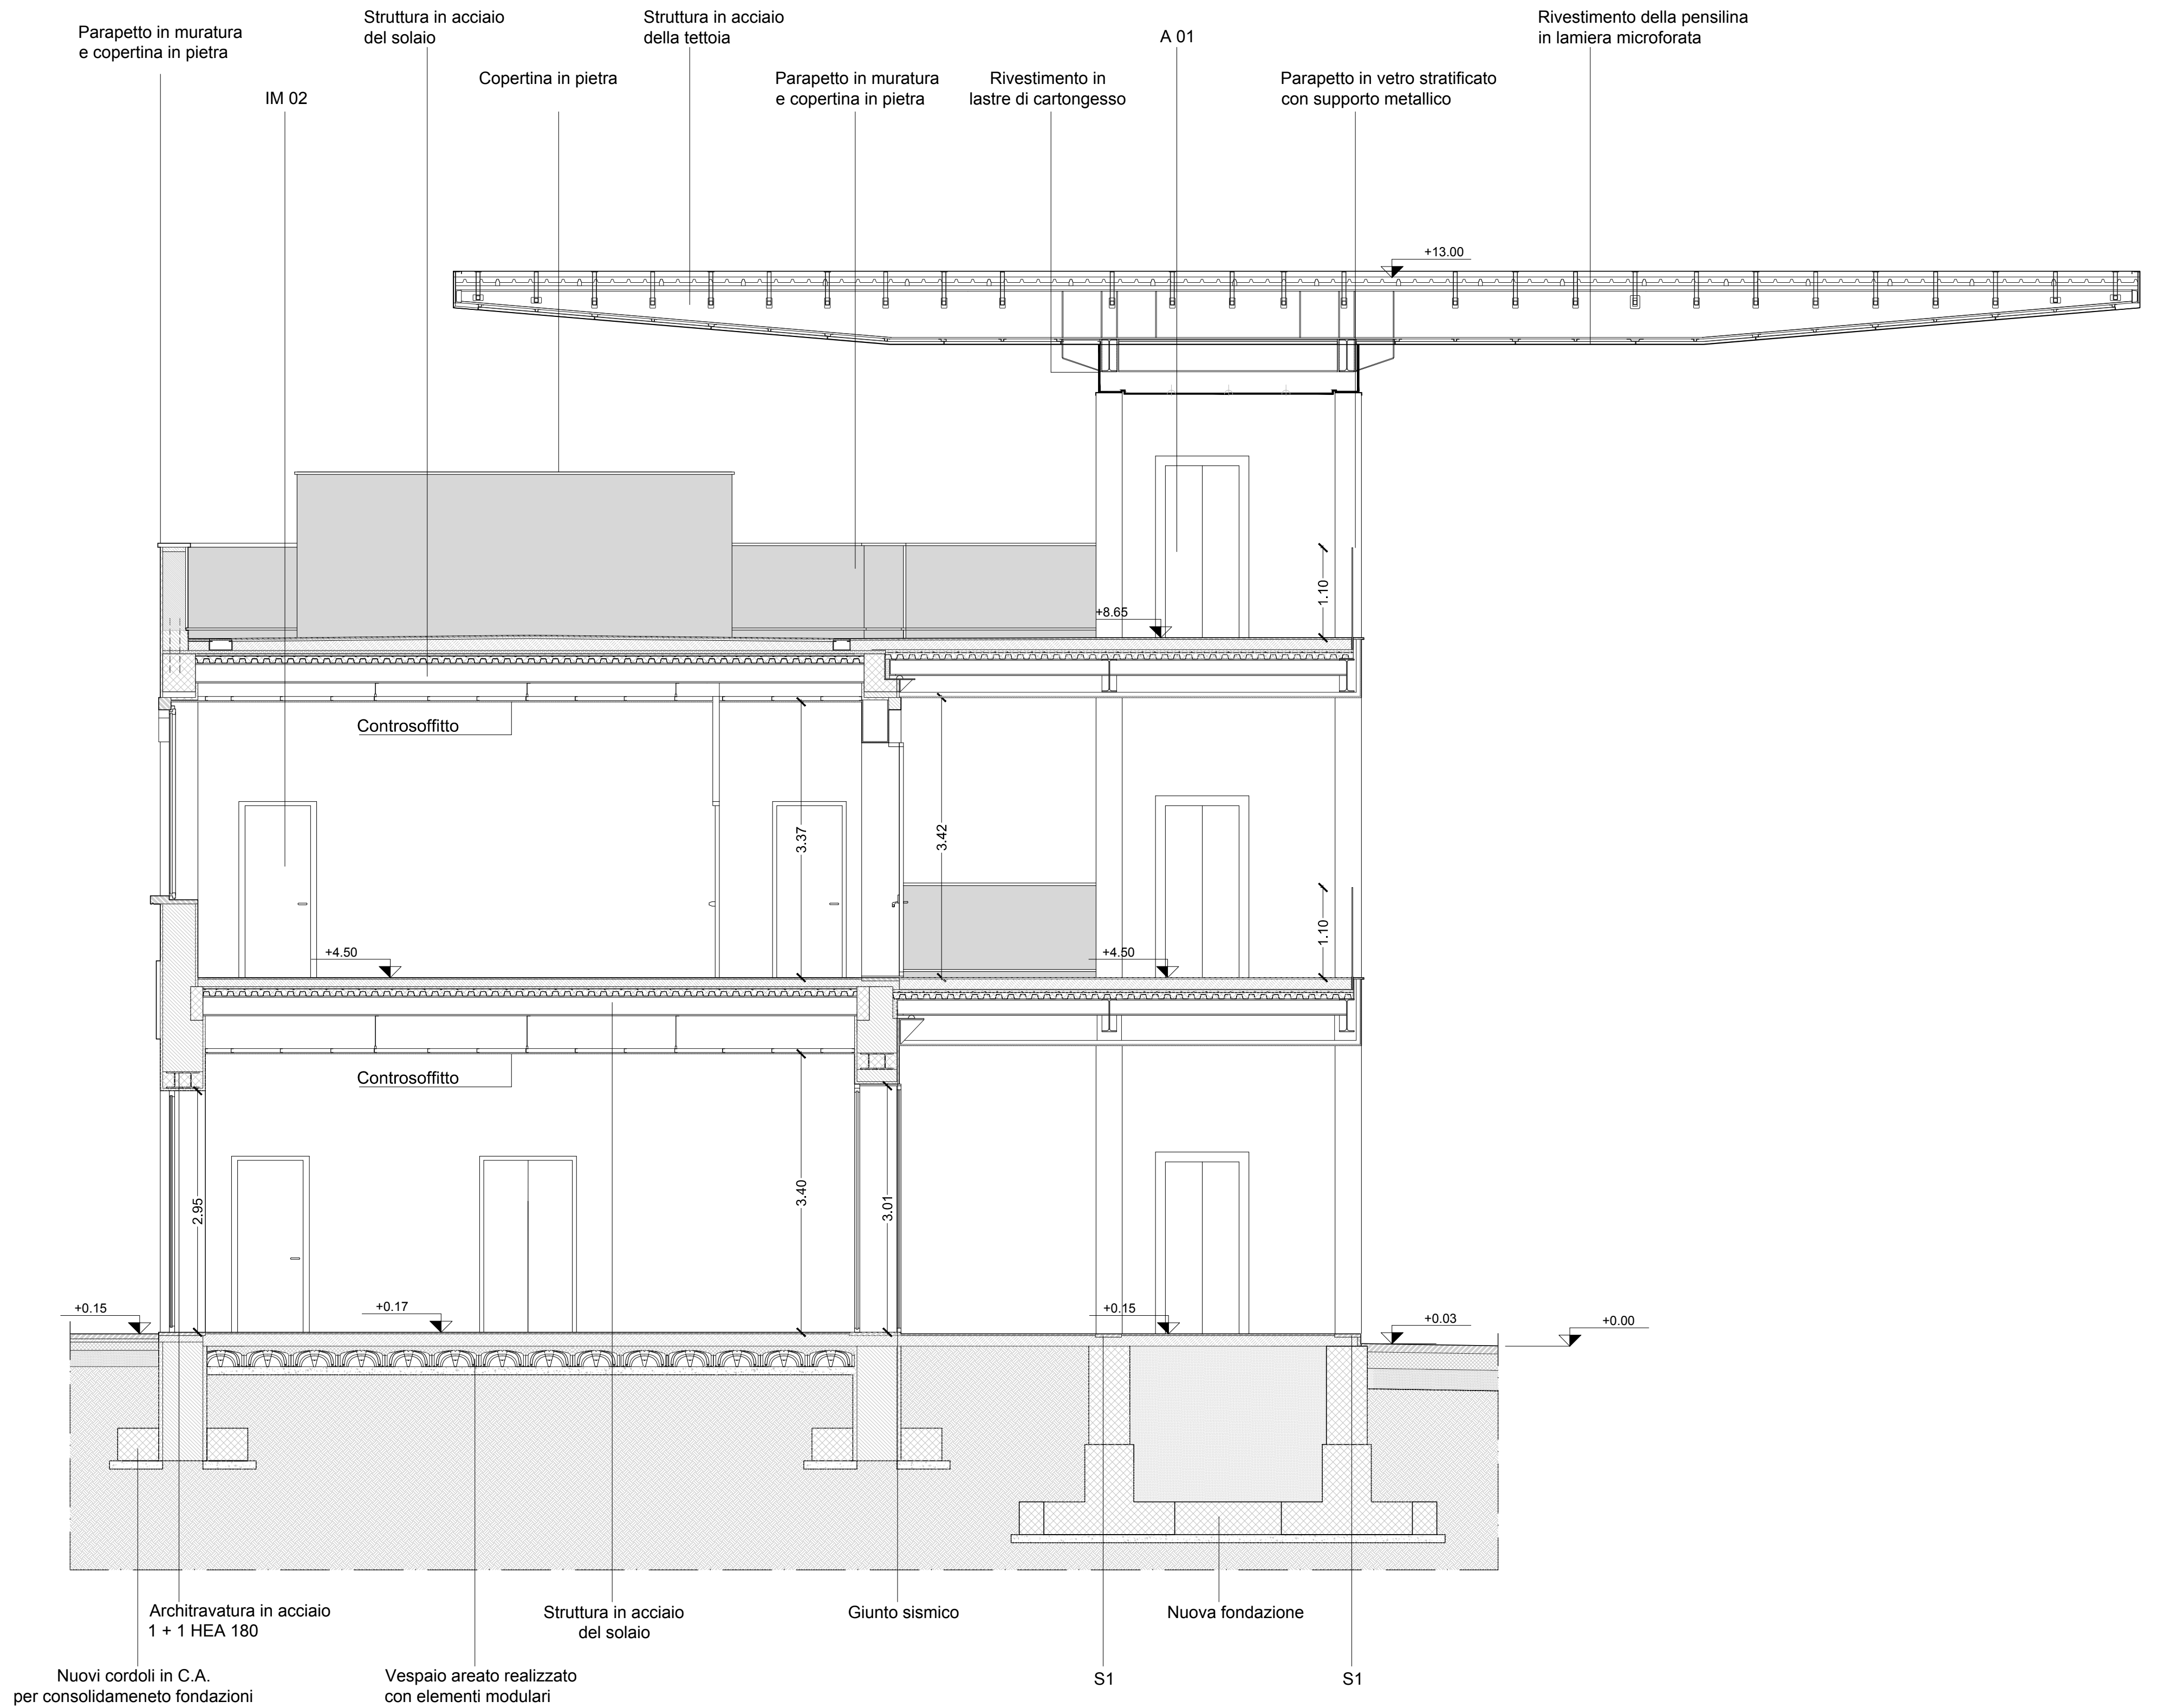 Parapetto in muratura
e copertina in pietra
Struttura in acciaio
del solaio
Struttura in acciaio
della tettoia
A 01
Rivestimento della pensilina
in lamiera microforata
IM 02
Copertina in pietra
Parapetto in muratura
e copertina in pietra
Rivestimento in
lastre di cartongesso
Parapetto in vetro stratificato
con supporto metallico
+13.00
1.10
+8.65
Controsoffitto
3.37
3.42
1.10
+4.50
+4.50
Controsoffitto
2.95
3.40
3.01
+0.15
+0.17
+0.15
+0.03
+0.00
Architravatura in acciaio
1 + 1 HEA 180
Struttura in acciaio
del solaio
Giunto sismico
Nuova fondazione
Nuovi cordoli in C.A.
per consolidameneto fondazioni
Vespaio areato realizzato
con elementi modulari
S1
S1